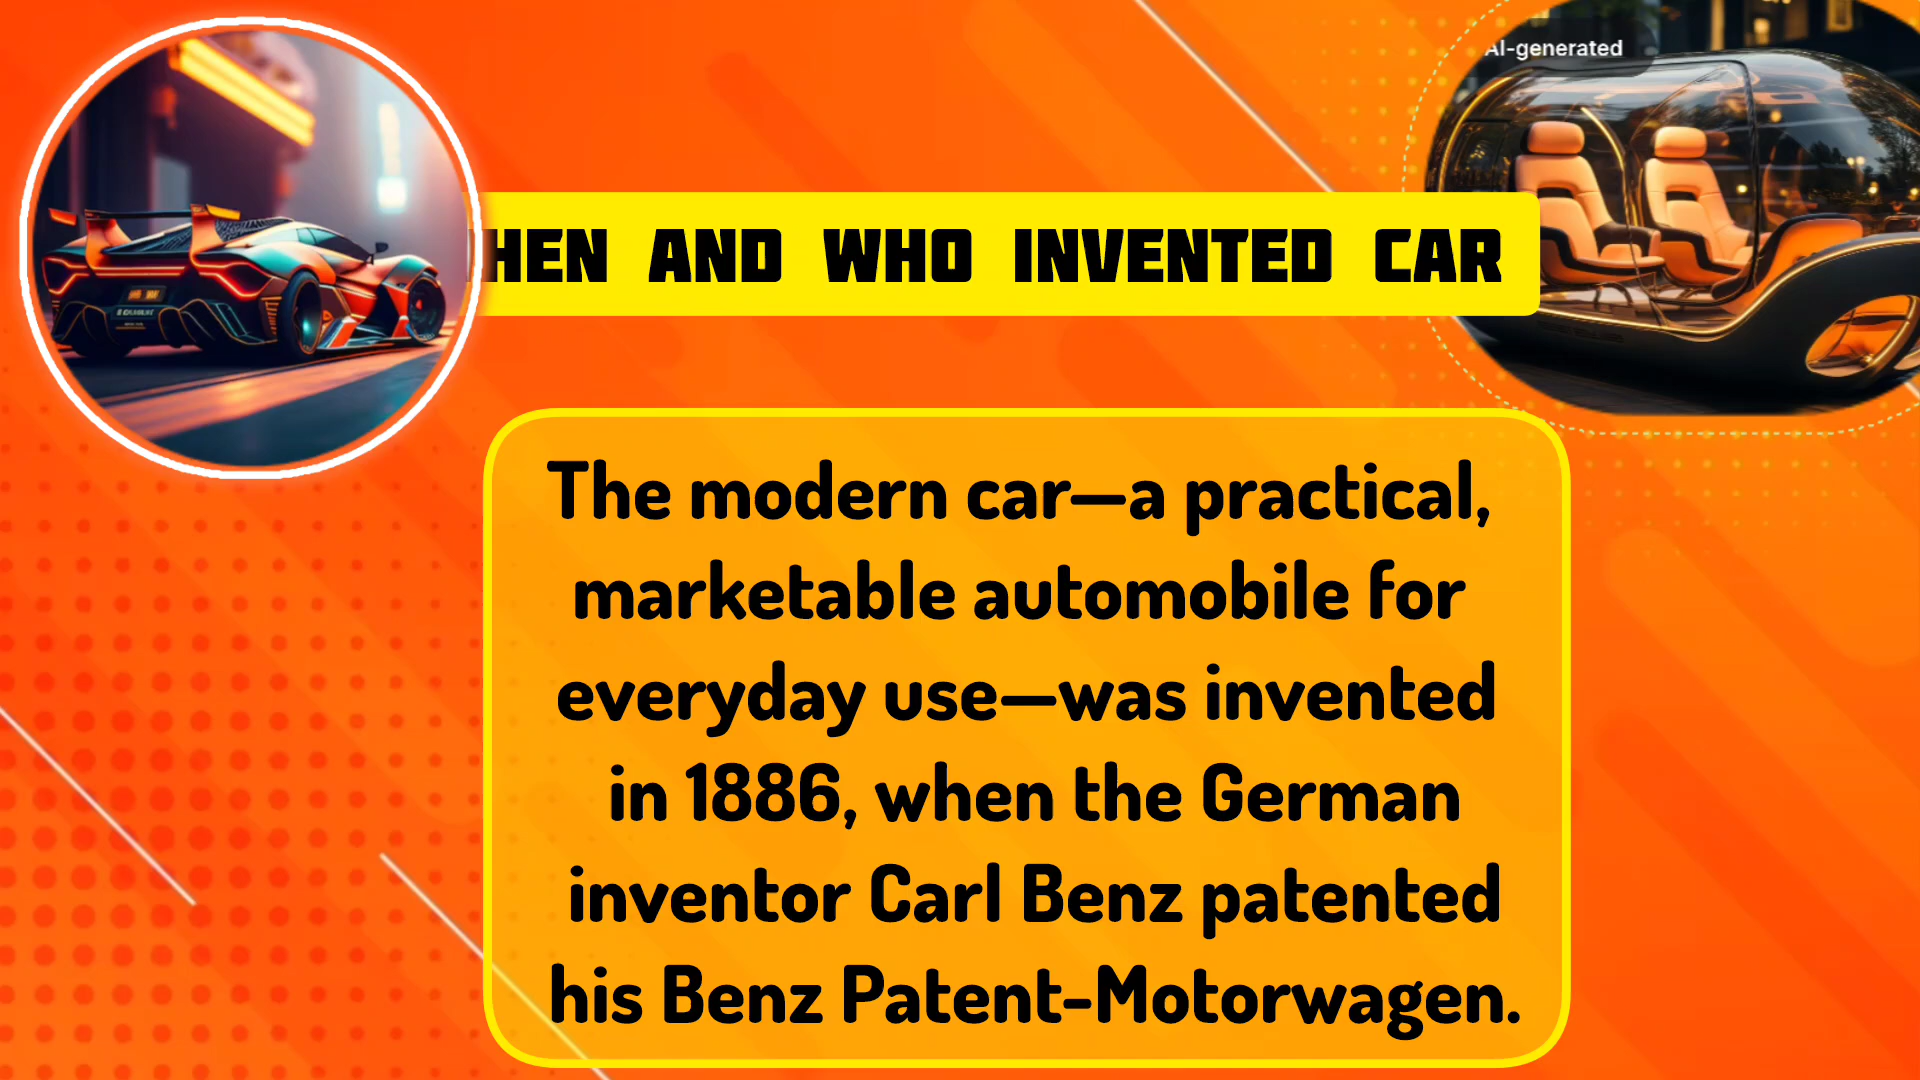 AI-generated
HEN AND WHO INVENTED CAR
The modern car—a practical,
marketable automobile for
everyday use—was invented
in 1886, when the German
inventor Carl Benz patented
his Benz Patent-Motorwagen.